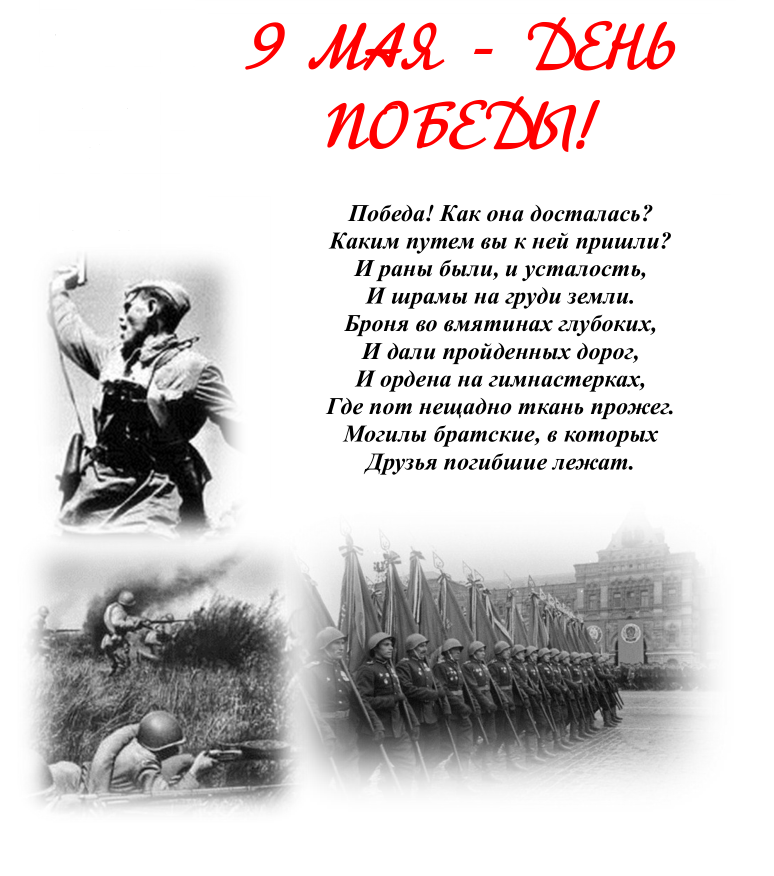 9 МАЯ - ДЕНЬ
ПОБЕДЫ!
Победа! Как она досталась?
Каким путем вы к ней пришли?
И раны были, и усталость,
И шрамы на груди земли.
Броня во вмятинах глубоких,
И дали пройденных дорог,
И ордена на гимнастерках,
Где пот нещадно ткань прожег.
Могилы братские, в которых
Друзья погибшие лежат.